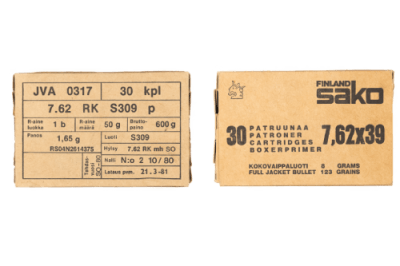 JVA 0317 30 kpl
7.62 RK S309 p
R-aine luokka 1 b R-aine määrä 50 g Brutto- paino 600 g
Panos 1,65 g Luoti S309
RS04N2614375 Hylsy 7.62 RK mh SO
Nalli N:o 2 10/80
Lataus pvm. 21.3-81
FINLAND
sako
30 PATRUUNAA 7,62x39
PATRONER
CARTRIDGES
BOXERPRIMER
KOKOVAIPPALUOTI 8 GRAMS
FULL JACKET BULLET 123 GRAINS